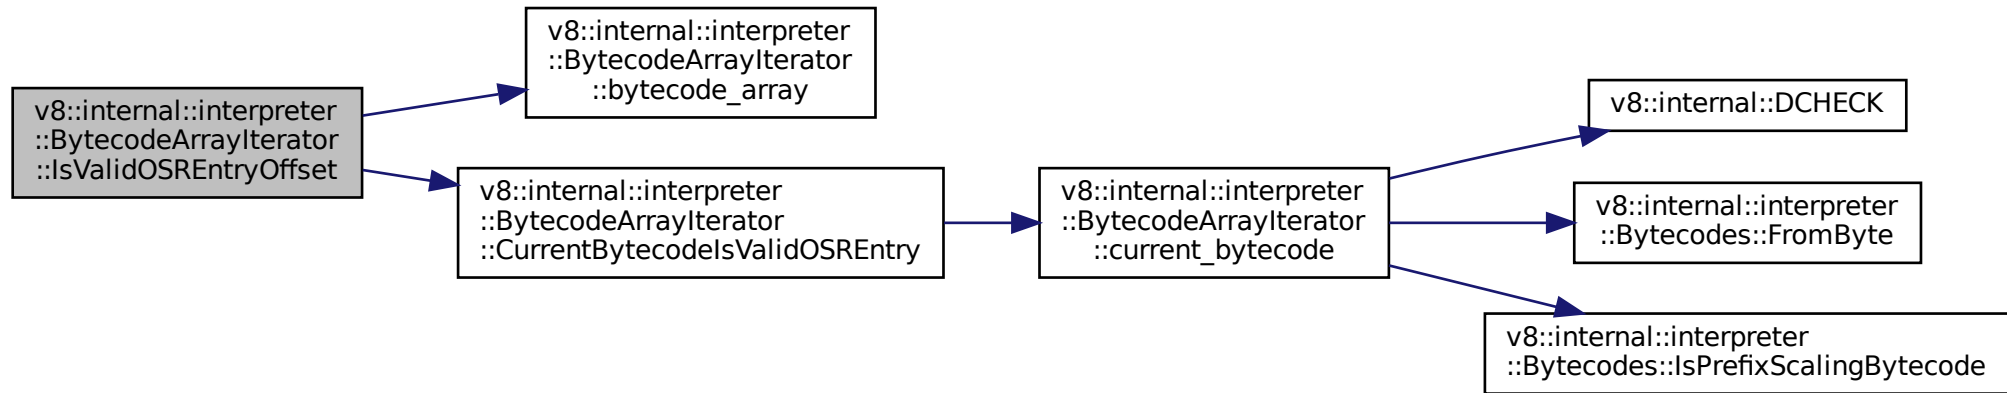 v8::internal::interpreter
::BytecodeArrayIterator
::IsValidOSREntryOffset
v8::internal::interpreter
::BytecodeArrayIterator
::bytecode_array
v8::internal::interpreter
::BytecodeArrayIterator
::CurrentBytecodeIsValidOSREntry
v8::internal::interpreter
::BytecodeArrayIterator
::current_bytecode
v8::internal::DCHECK
v8::internal::interpreter
::Bytecodes::FromByte
v8::internal::interpreter
::Bytecodes::IsPrefixScalingBytecode